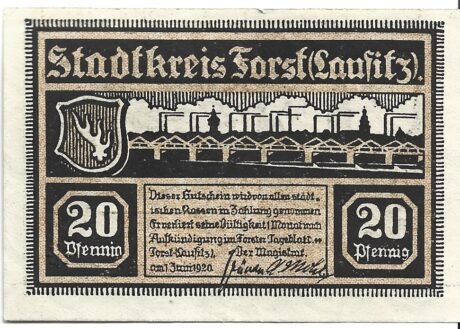 Stadtkreis Forst (Lausitz).
20
Pfennig
Dieser Gutschein wird von allen städt
ischen Kassen in Zahlung genommen
Er verliert seine Gültigkeit 1 Monat nach
Aufkündigung im Forster Tageblatt.
Forst-Lausitz, Der Magistrat.
am 1 Juni 1920.
20
Pfennig